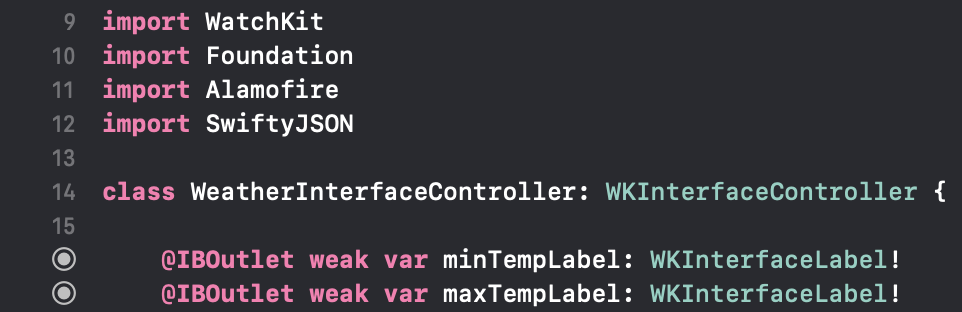 9 import WatchKit
10 import Foundation
11 import Alamofire
12 import SwiftyJSON
13
14 class WeatherInterfaceController: WKInterfaceController {
15
@IBOutlet weak var minTempLabel: WKInterfaceLabel!
@IBOutlet weak var maxTempLabel: WKInterfaceLabel!